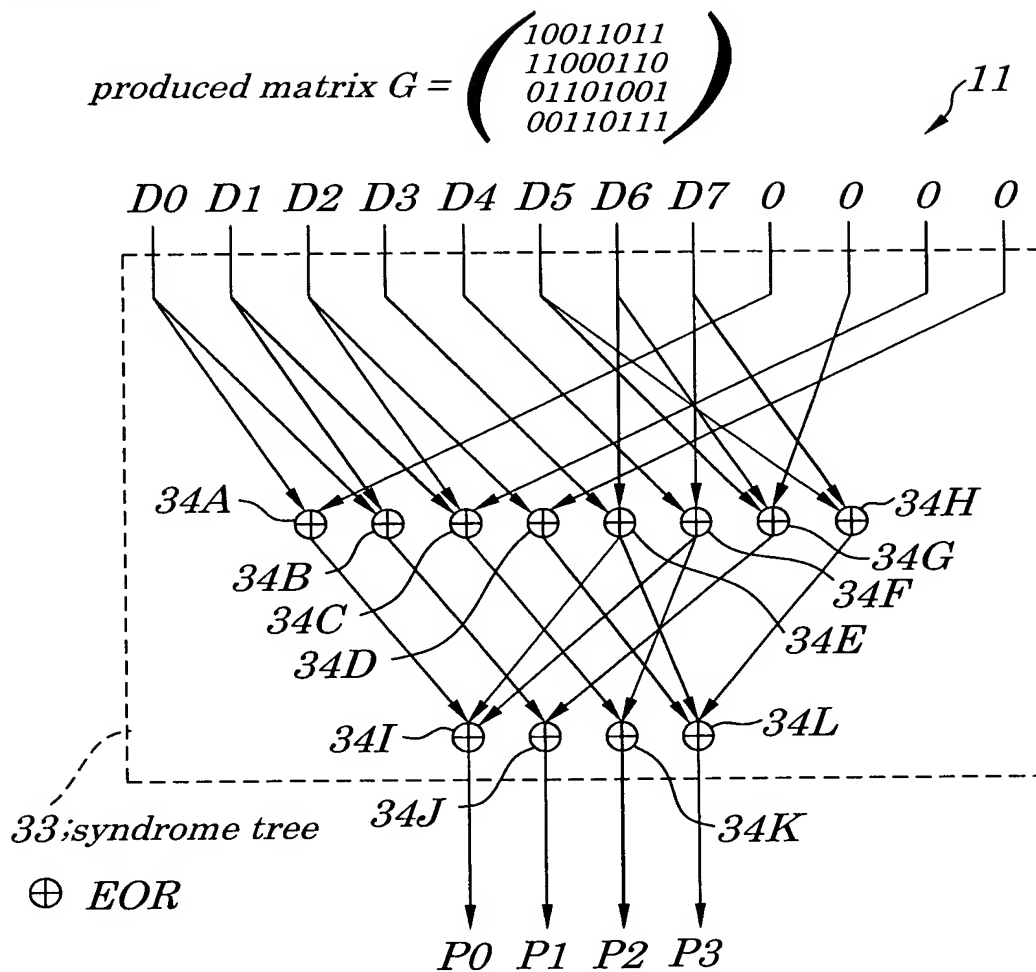 10011011
11000110
produced matrix G =
01101001
00110111
11
D0 D1 D2 D3 D4 D5 D6 D7 0 0 0 0
34A
34H
34B
34G
34C
34F
34D
34E
34I
34L
34J
34K
33;syndrome tree
⊕ EOR
P0 P1 P2 P3